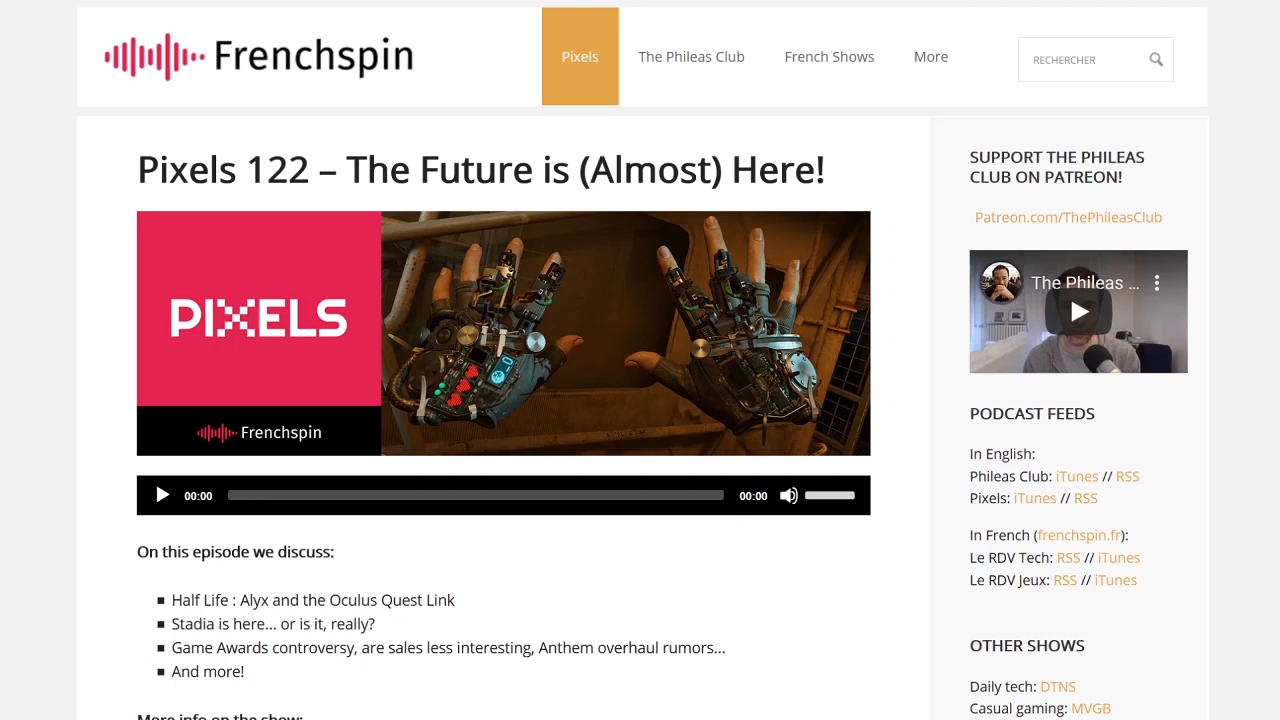 Frenchspin
Pixels
The Phileas Club
French Shows
More
RECHERCHER
Pixels 122 – The Future is (Almost) Here!
PIXELS
Frenchspin
00:00
00:00
On this episode we discuss:
Half Life : Alyx and the Oculus Quest Link
Stadia is here... or is it, really?
Game Awards controversy, are sales less interesting, Anthem overhaul rumors...
And more!
More info on the show:
SUPPORT THE PHILEAS
CLUB ON PATREON!
Patreon.com/ThePhileasClub
The Phileas ...
PODCAST FEEDS
In English:
Phileas Club: iTunes // RSS
Pixels: iTunes // RSS
In French (frenchspin.fr):
Le RDV Tech: RSS // iTunes
Le RDV Jeux: RSS // iTunes
OTHER SHOWS
Daily tech: DTNS
Casual gaming: MVGB